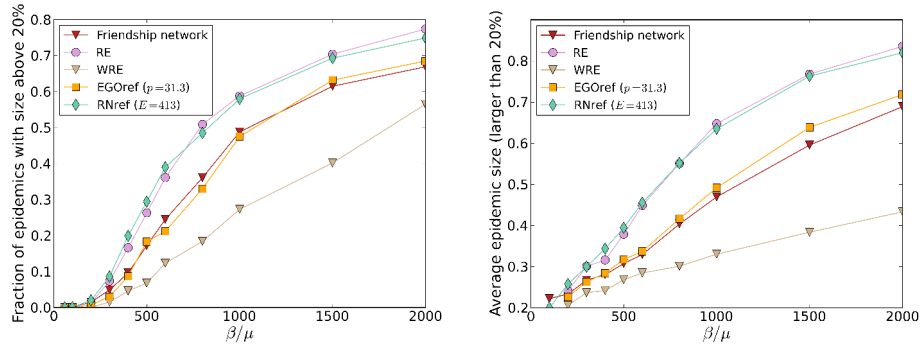 Fraction of epidemics with size above 20%
0.8
0.7
0.6
0.5
0.4
0.3
0.2
0.1
0.0
Friendship network
RE
WRE
EGOref (p=31.3)
RNref (E=413)
500
1000
1500
2000
β/μ
Average epidemic size (larger than 20%)
0.8
0.7
0.6
0.5
0.4
0.3
0.2
Friendship network
RE
WRE
EGOref (p=31.3)
RNref (E=413)
500
1000
1500
2000
β/μ